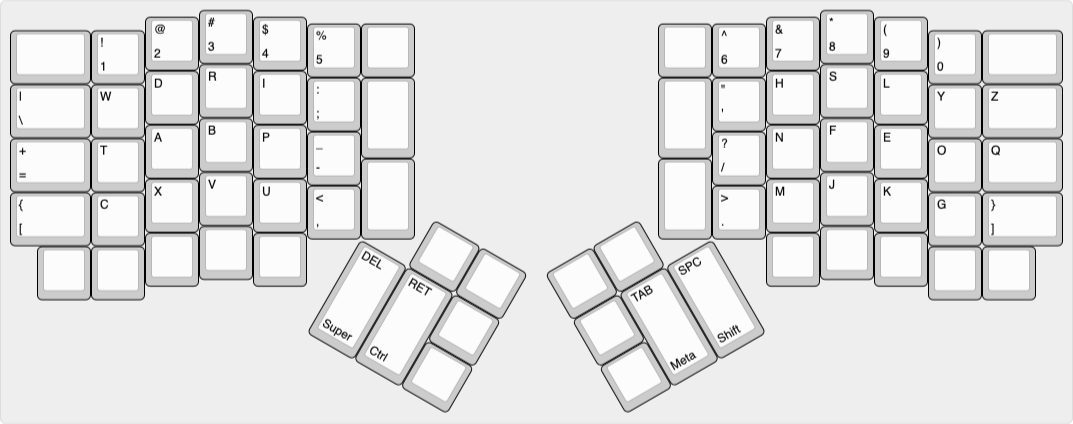 ! @ # $ %
1 2 3 4 5
| W D R I :
\ ;
+ T A B P _
= -
{ C X V U <
[ ,
DEL RET
Super Ctrl
^ & * ( )
6 7 8 9 0
" H S L Y Z
'
? N F E O Q
/
> M J K G }
. ]
TAB SPC
Meta Shift